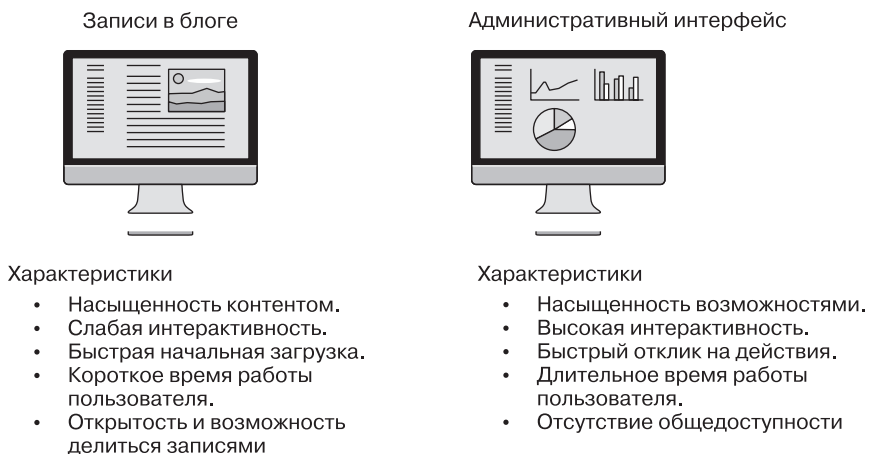 Записи в блоге
Административный интерфейс
Характеристики
• Насыщенность контентом.
• Слабая интерактивность.
• Быстрая начальная загрузка.
• Короткое время работы
пользователя.
• Открытость и возможность
делиться записями
Характеристики
• Насыщенность возможностями.
• Высокая интерактивность.
• Быстрый отклик на действия.
• Длительное время работы
пользователя.
• Отсутствие общедоступности